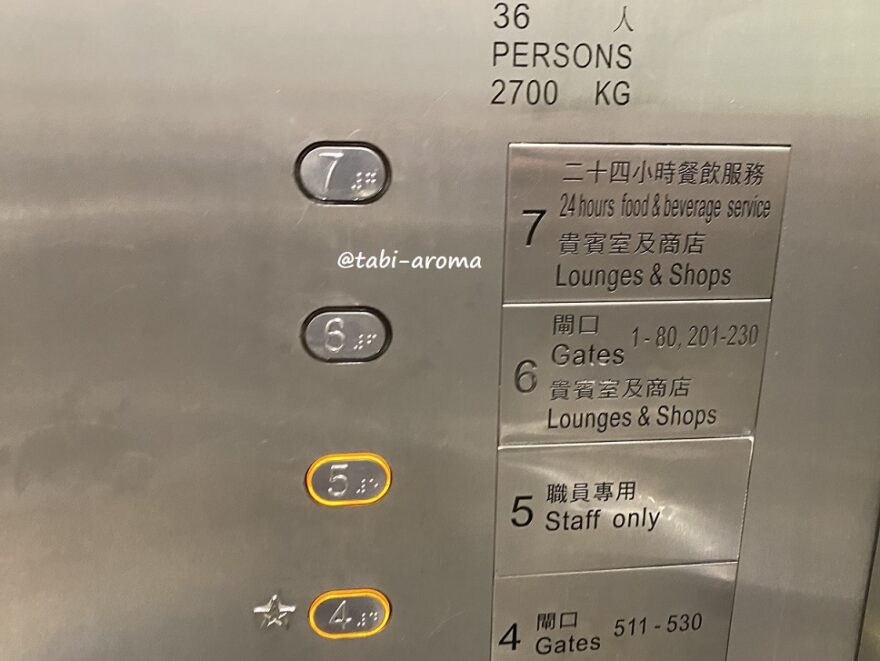 36 人
PERSONS
2700 KG
7
二十四小時餐飲服務
24 hours food & beverage service
7
貴賓室及商店
Lounges & Shops
@tabi-aroma
6
閘口
Gates 1 - 80, 201-230
6
貴賓室及商店
Lounges & Shops
5
5 職員專用
Staff only
4
4 閘口
Gates 511 - 530